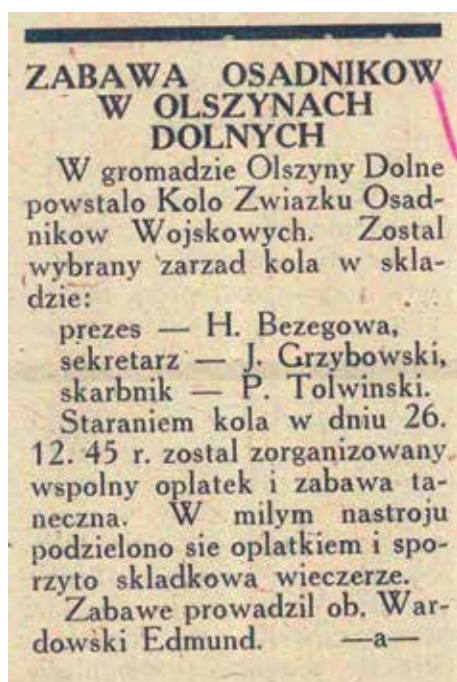 ZABAWA OSADNIKOW
W OLSZYNACH
DOLNYCH
W gromadzie Olszyny Dolne
powstalo Kolo Zwiazku Osad-
nikow Wojskowych. Zostal
wybrany zarzad kola w skla-
dzie:
prezes — H. Bezegowa,
sekretarz — J. Grzybowski,
skarbnik — P. Tolwinski.
Staraniem kola w dniu 26.
12. 45 r. zostal zorganizowany
wspolny oplatek i zabawa ta-
neczna. W milym nastroju
podzielono sie oplatkiem i spo-
rzyto skladkowa wieczerze.
Zabawe prowadzil ob. War-
dowski Edmund. —a—